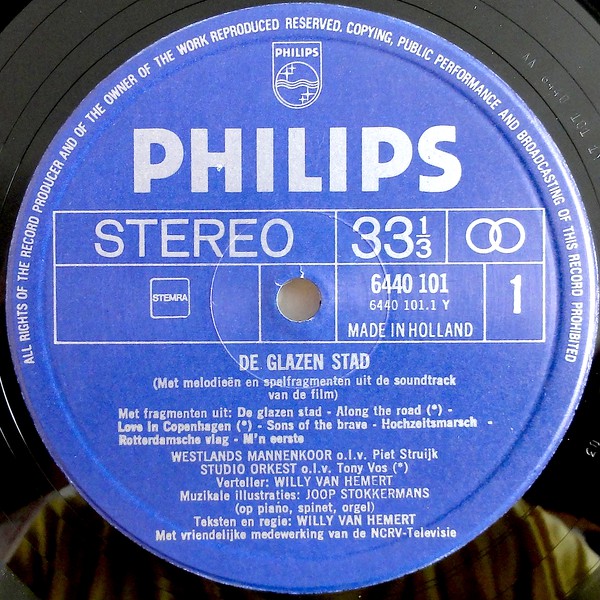 ALL RIGHTS OF THE RECORD PRODUCER AND OF THE OWNER OF THE WORK REPRODUCED RESERVED. COPYING, PUBLIC PERFORMANCE AND BROADCASTING OF THIS RECORD PROHIBITED
PHILIPS
PHILIPS
STEREO 33 1/3
STEMRA
6440 101
6440 101.1 Y
1
MADE IN HOLLAND
DE GLAZEN STAD
(Met melodieën en spelfragmenten uit de soundtrack
van de film)
Met fragmenten uit: De glazen stad - Along the road (*) -
Love in Copenhagen (*) - Sons of the brave - Hochzeitsmarsch -
Rotterdamsche vlag - M'n eerste
WESTLANDS MANNENKOOR o.l.v. Piet Struijk
STUDIO ORKEST o.l.v. Tony Vos (*)
Verteller: WILLY VAN HEMERT
Muzikale illustraties: JOOP STOKKERMANS
(op piano, spinet, orgel)
Teksten en regie: WILLY VAN HEMERT
Met vriendelijke medewerking van de NCRV-Televisie